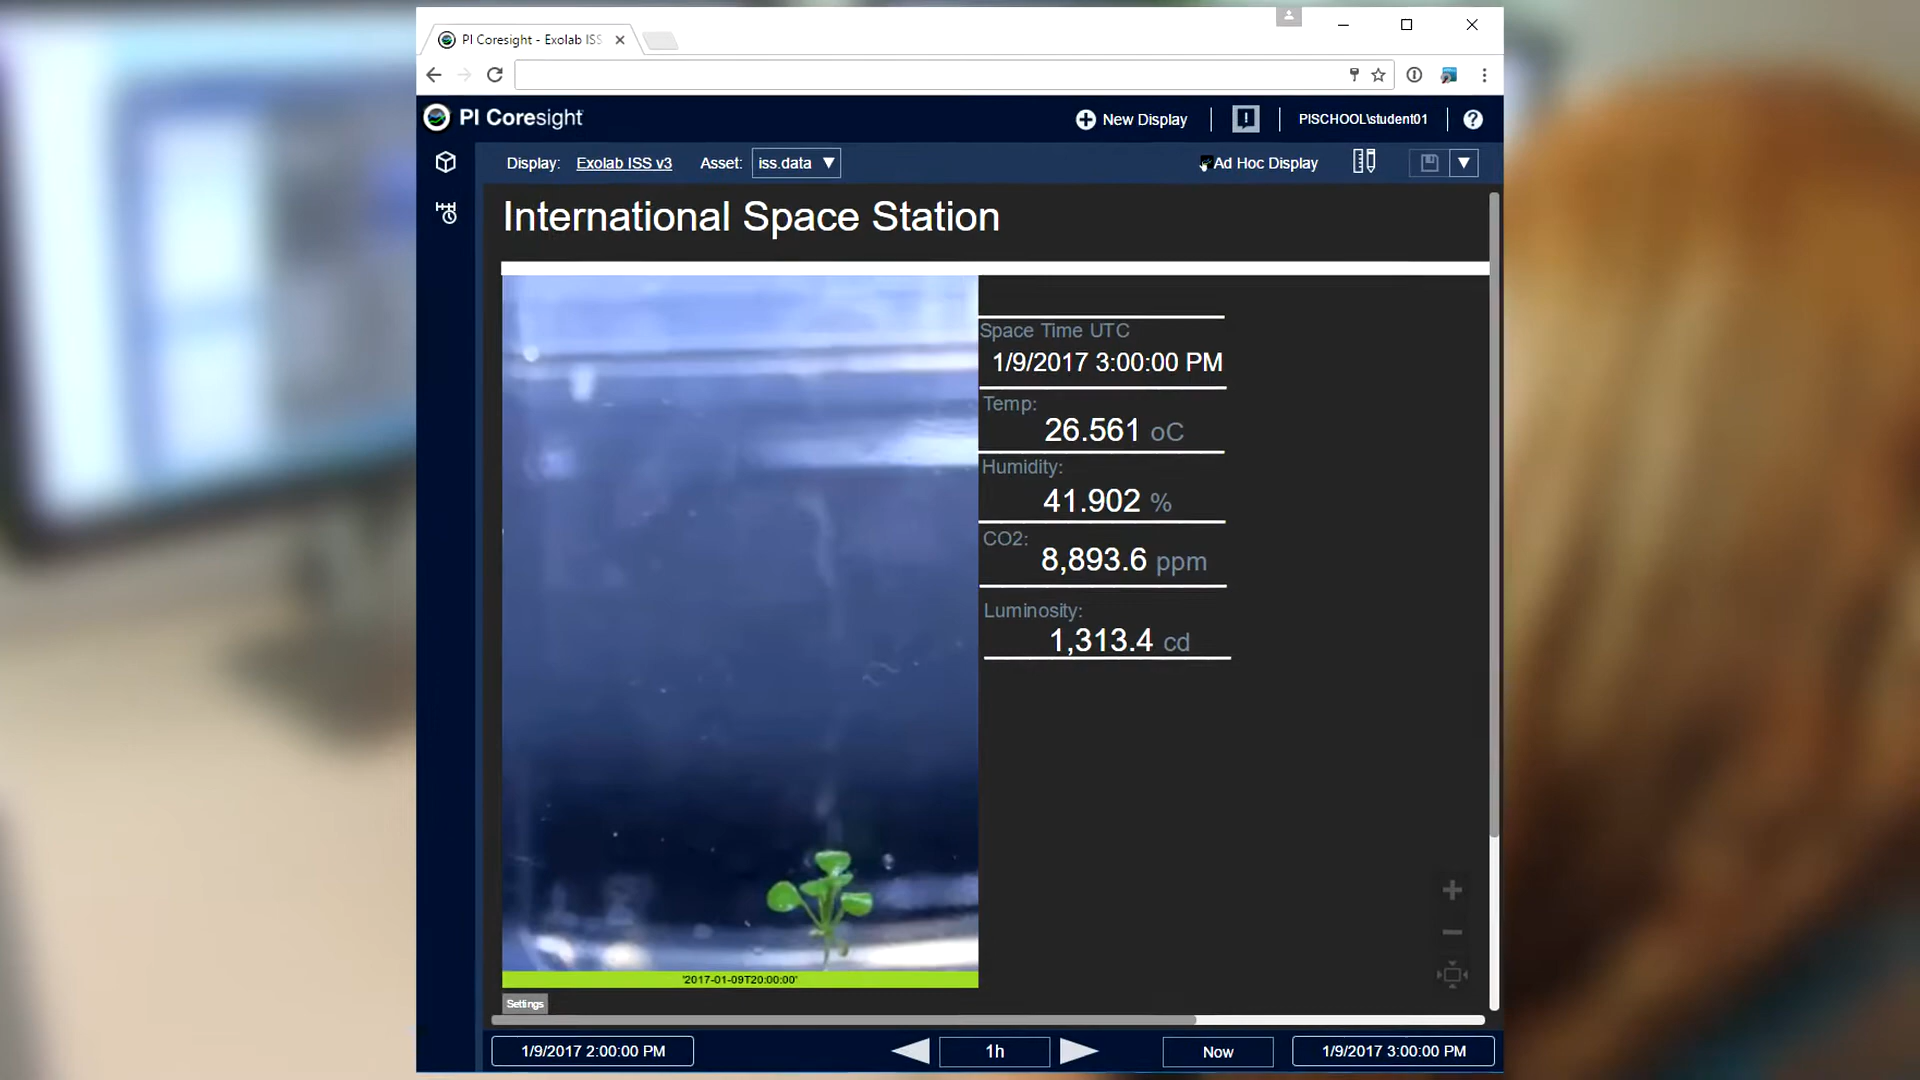 PI Coresight - Exolab ISS
PI Coresight
New Display
PISCHOOL\student01
Display: Exolab ISS v3 Asset: iss.data
Ad Hoc Display
International Space Station
Space Time UTC
1/9/2017 3:00:00 PM
Temp:
26.561 oC
Humidity:
41.902 %
CO2:
8,893.6 ppm
Luminosity:
1,313.4 cd
'2017-01-09T20:00:00'
Settings
1/9/2017 2:00:00 PM
1h
Now
1/9/2017 3:00:00 PM